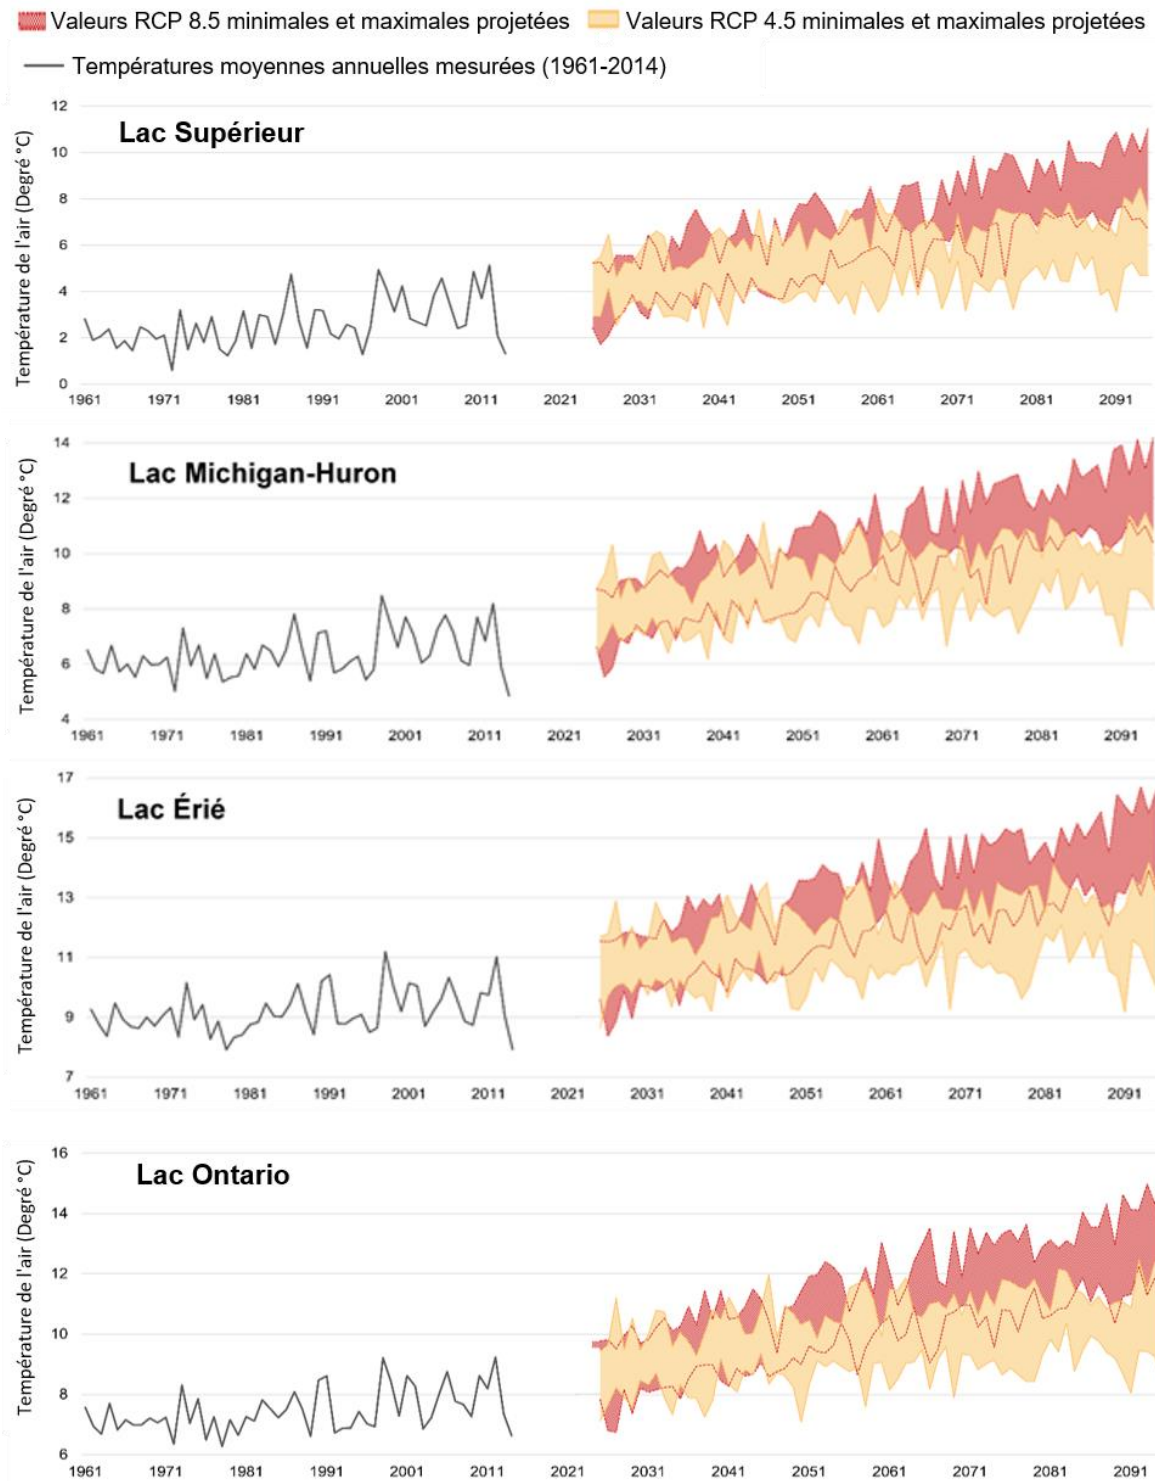 Valeurs RCP 8.5 minimales et maximales projetées Valeurs RCP 4.5 minimales et maximales projetées
Températures moyennes annuelles mesurées (1961-2014)
Lac Supérieur
Température de l'air (Degré °C)
12
10
8
6
4
2
0
1961 1971 1981 1991 2001 2011 2021 2031 2041 2051 2061 2071 2081 2091
Lac Michigan-Huron
Température de l'air (Degré °C)
14
12
10
8
6
4
1961 1971 1981 1991 2001 2011 2021 2031 2041 2051 2061 2071 2081 2091
Lac Érié
Température de l'air (Degré °C)
17
15
13
11
9
7
1961 1971 1981 1991 2001 2011 2021 2031 2041 2051 2061 2071 2081 2091
Lac Ontario
Température de l'air (Degré °C)
16
14
12
10
8
6
1961 1971 1981 1991 2001 2011 2021 2031 2041 2051 2061 2071 2081 2091